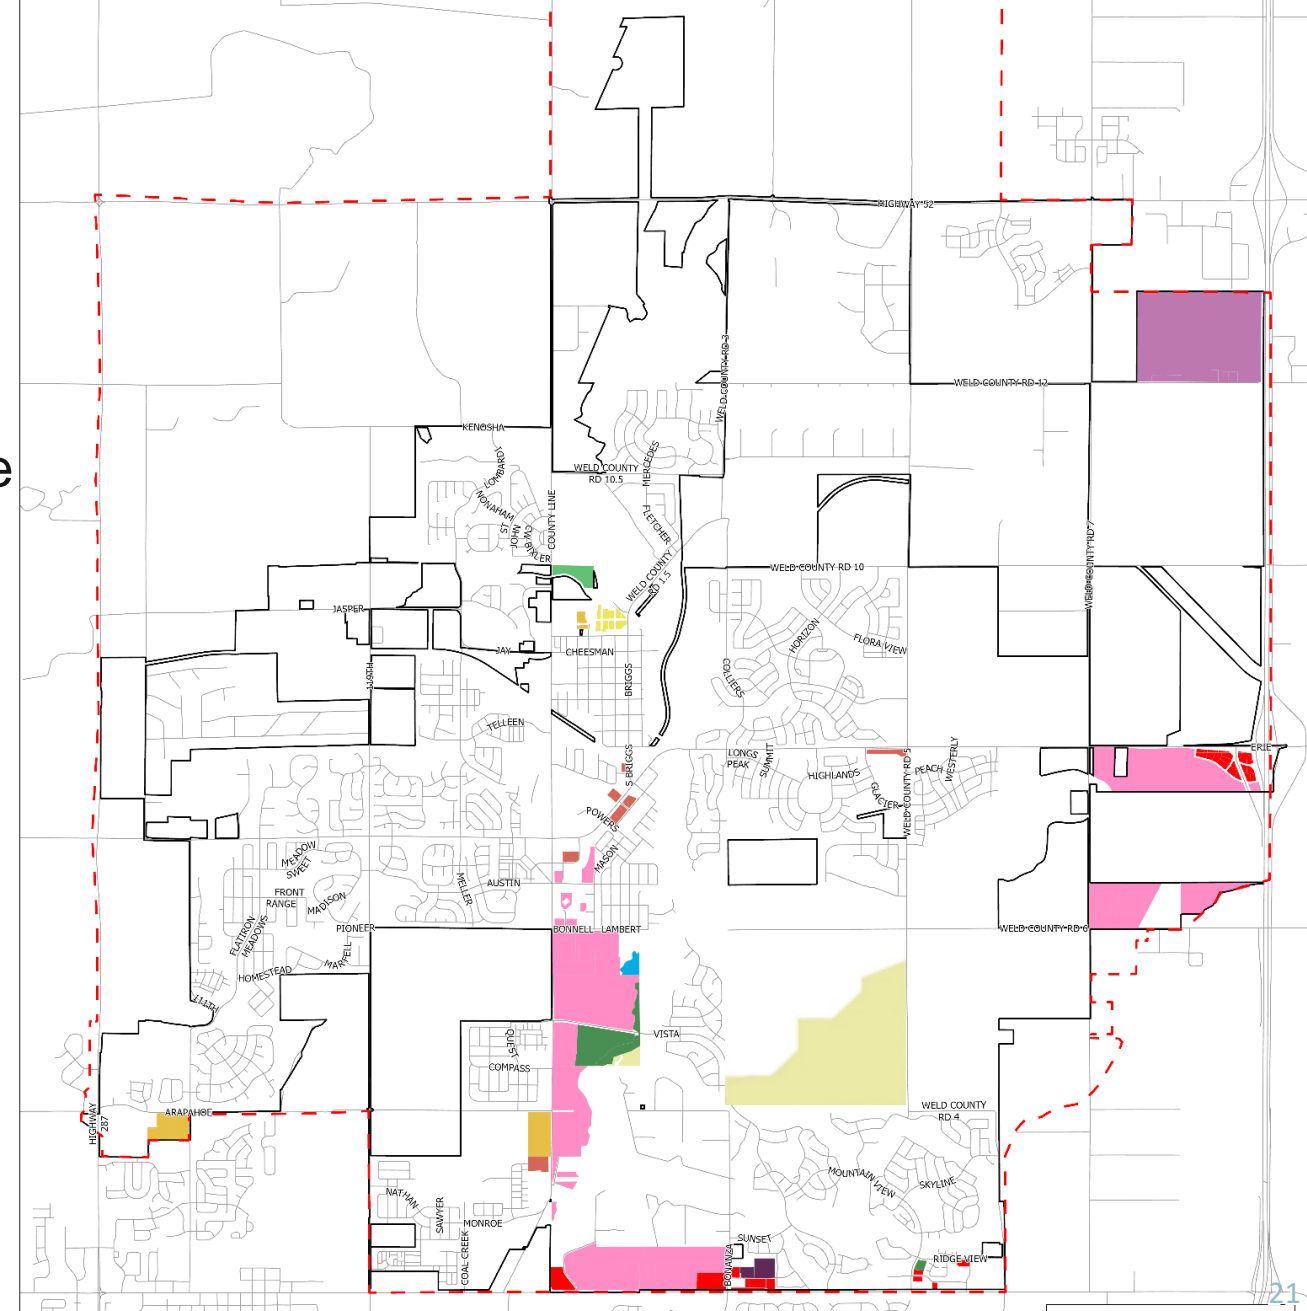 HIGHWAY 52
WELD COUNTY RD 3
WELD COUNTY RD 12
e
KENOSHA
LOMBARDY
MERCEDES
WELD COUNTY
RD 10.5
NONAHAM
ST
JOHN
CW BIXLER
COUNTY LINE
FLETCHER
WELD COUNTY
RD 1.5
WELD COUNTY RD 10
WELD COUNTY RD 7
JASPER
HORIZON
FLORA VIEW
JAY
CHEESMAN
119TH
BRIGGS
COLLIERS
TELLEEN
S BRIGGS
LONGS
PEAK
SUMMIT
HIGHLANDS
WELD COUNTY RD 5
PEACH
WESTERLY
ERIE
GLACIER
POWERS
MASON
MEADOW
SWEET
FRONT
RANGE
MADISON
MELLER
AUSTIN
FLATIRON
MEADOWS
PIONEER
BONNELL
LAMBERT
WELD COUNTY RD 6
HOMESTEAD
MARFELL
111TH
QUEST
VISTA
COMPASS
HIGHWAY
287
ARAPAHOE
WELD COUNTY
RD 4
NATHAN
SAWYER
MONROE
COAL CREEK
MOUNTAIN VIEW
SKYLINE
SUNSET
BONANZA
RIDGE VIEW
21